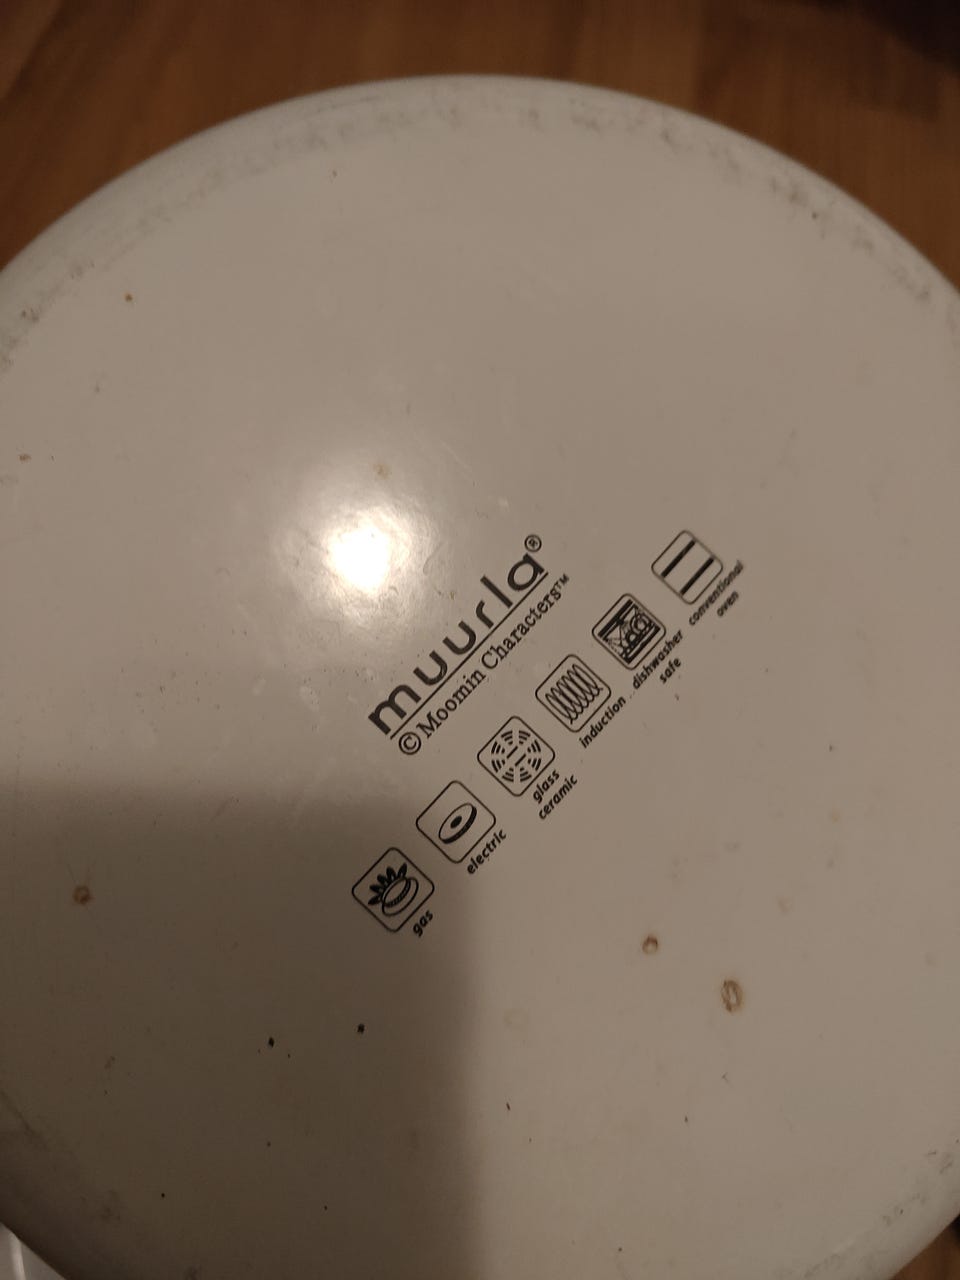 muurla®
© Moomin Characters™
gas
electric
glass
ceramic
induction
dishwasher
safe
conventional
oven